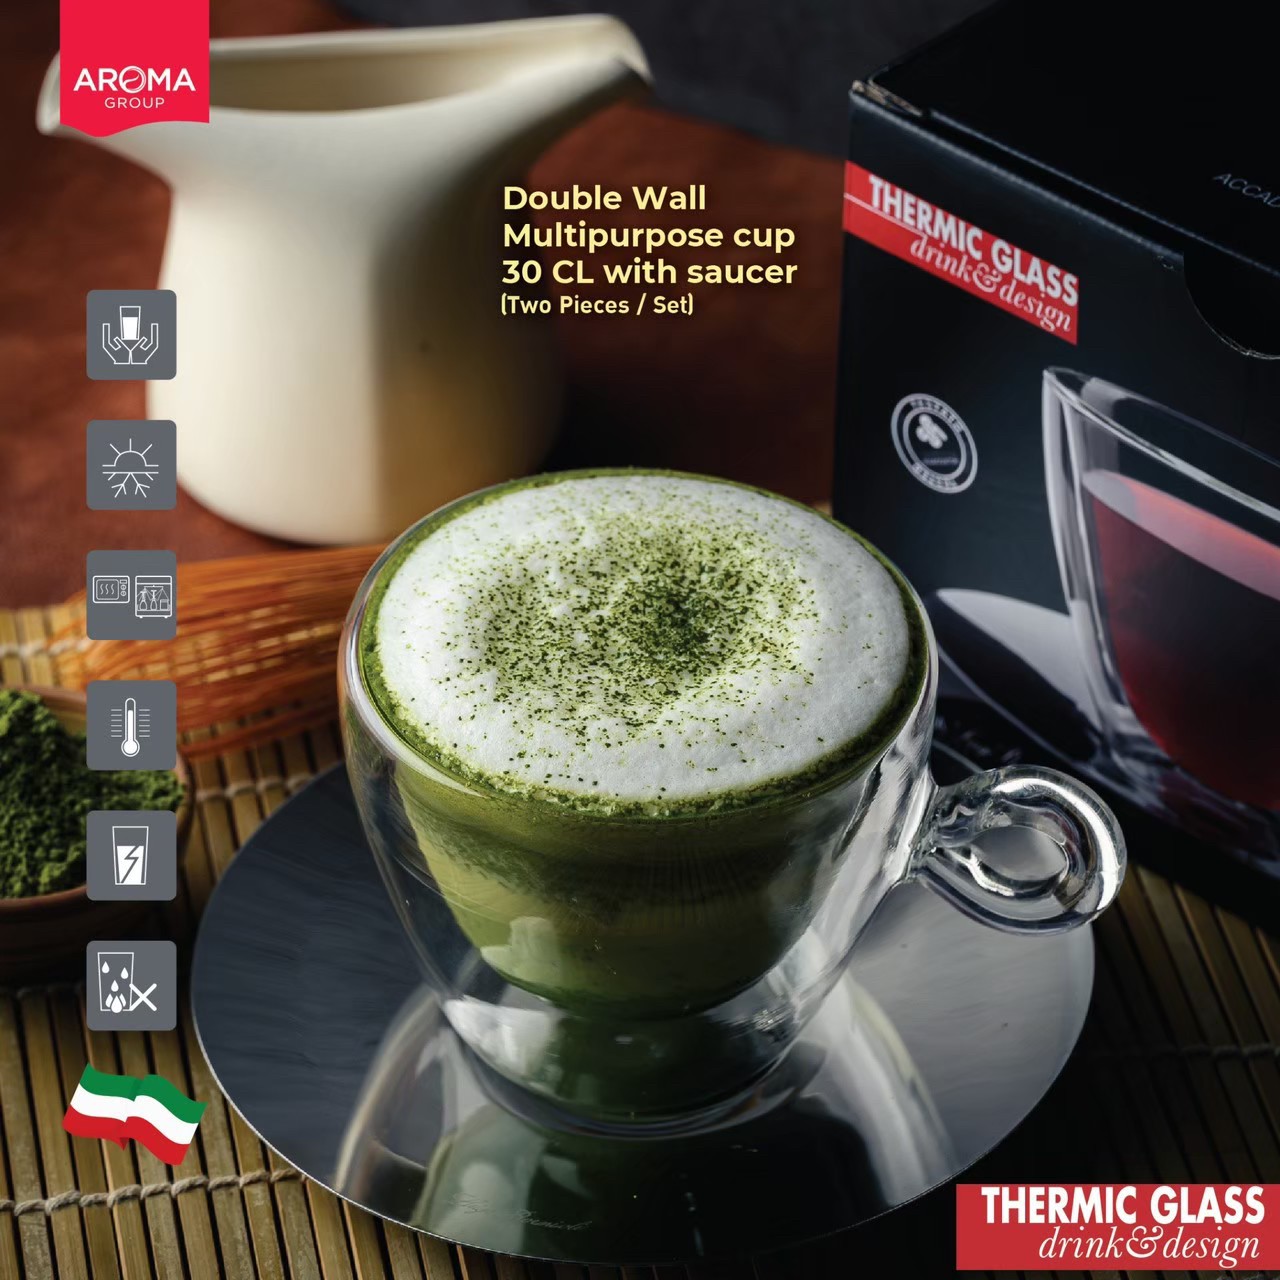 AROMA
GROUP
Double Wall
Multipurpose cup
30 CL with saucer
(Two Pieces / Set)
THERMIC GLASS
drink&design
THERMIC GLASS
drink&design